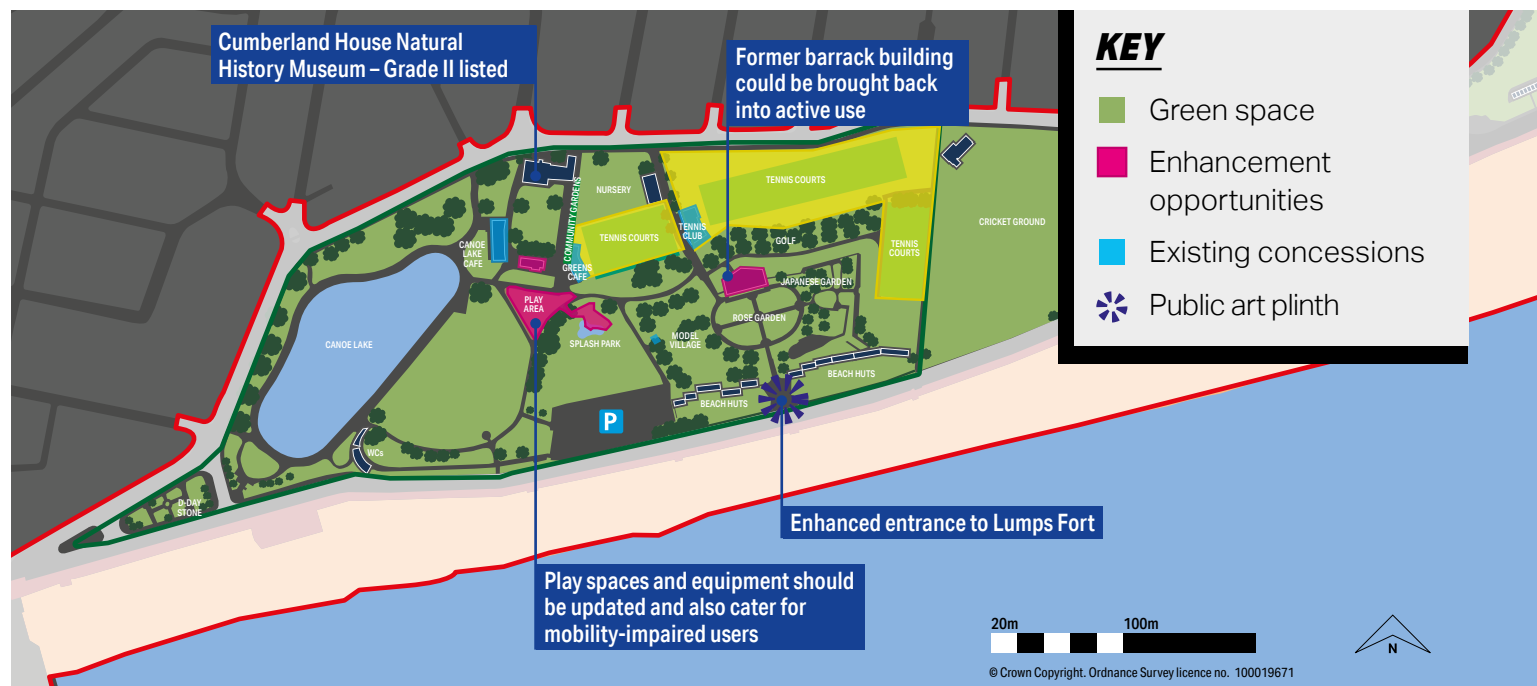 Cumberland House Natural
History Museum – Grade II listed
Former barrack building
could be brought back
into active use
KEY
Green space
Enhancement
opportunities
Existing concessions
Public art plinth
TENNIS COURTS
NURSERY
COMMUNITY GARDENS
CRICKET GROUND
TENNIS
CLUB
TENNIS COURTS
GOLF
TENNIS
COURTS
CANOE
LAKE
CAFE
GREENS
CAFE
JAPANESE GARDEN
PLAY
AREA
ROSE GARDEN
MODEL
VILLAGE
SPLASH PARK
CANOE LAKE
BEACH HUTS
BEACH HUTS
P
WCs
D-DAY
STONE
Enhanced entrance to Lumps Fort
Play spaces and equipment should
be updated and also cater for
mobility-impaired users
20m
100m
N
© Crown Copyright. Ordnance Survey licence no. 100019671